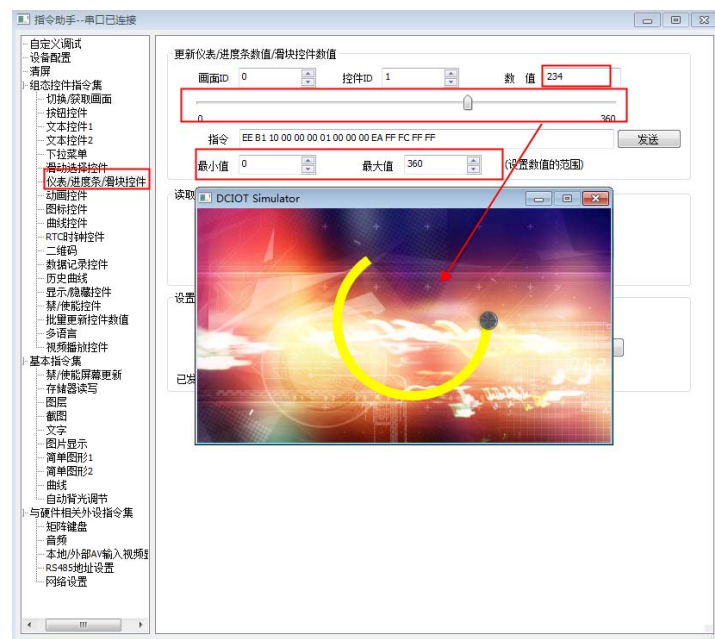 指令助手--串口已连接
自定义调试
设备配置
清屏
组态控件指令集
切换/获取画面
按钮控件
文本控件1
文本控件2
下拉菜单
滑动选择控件
仪表/进度条/滑块控件
动画控件
图标控件
曲线控件
RTC时钟控件
二维码
数据记录控件
历史曲线
显示/隐藏控件
禁/使能控件
批量更新控件数值
多语言
视频播放控件
基本指令集
禁/使能屏幕更新
存储器读写
图层
截图
文字
图片显示
简单图形1
简单图形2
曲线
自动背光调节
与硬件相关外设指令集
矩阵键盘
音频
本地/外部AV输入视频
RS485地址设置
网络设置
更新仪表/进度条数值/滑块控件数值
画面ID 0 控件ID 1 数 值 234
0 360
指令 EE B1 10 00 00 00 01 00 00 00 EA FF FC FF FF 发送
最小值 0 最大值 360 (设置数值的范围)
读取
DCIOT Simulator
设置
已发